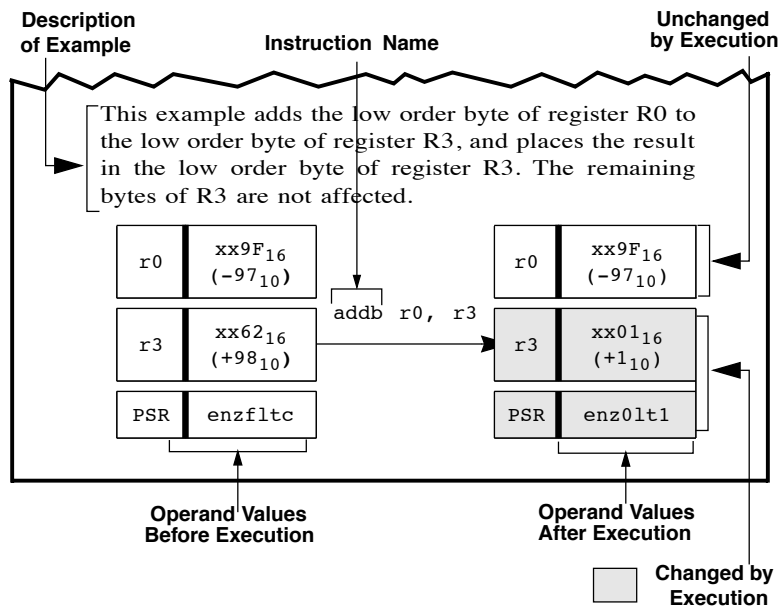 Description
of Example
Instruction Name
Unchanged
by Execution
This example adds the low order byte of register R0 to
the low order byte of register R3, and places the result
in the low order byte of register R3. The remaining
bytes of R3 are not affected.
r0 xx9F16 (-9710)
r0 xx9F16 (-9710)
addb r0, r3
r3 xx6216 (+9810)
r3 xx0116 (+110)
PSR enzfltc
PSR enz0lt1
Operand Values
Before Execution
Operand Values
After Execution
Changed by
Execution